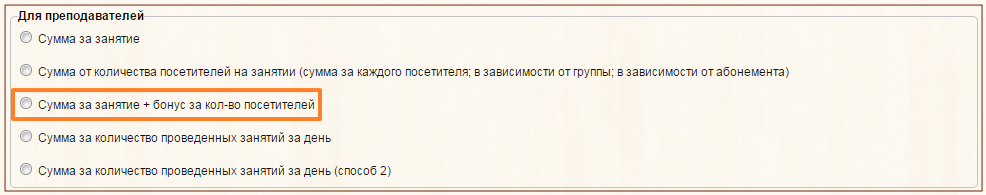 Для преподавателей
Сумма за занятие
Сумма от количества посетителей на занятии (сумма за каждого посетителя; в зависимости от группы; в зависимости от абонемента)
Сумма за занятие + бонус за кол-во посетителей
Сумма за количество проведенных занятий за день
Сумма за количество проведенных занятий за день (способ 2)